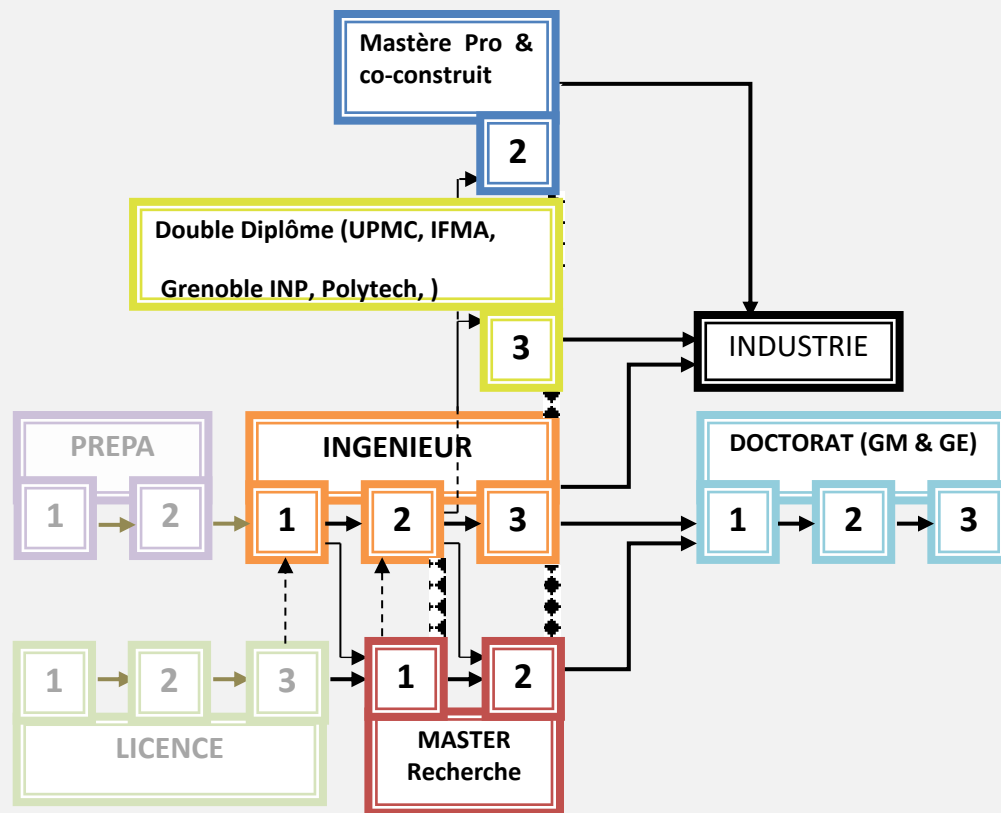 Mastère Pro &
co-construit
2
Double Diplôme (UPMC, IFMA,
Grenoble INP, Polytech, )
3
INDUSTRIE
PREPA
1 2
INGENIEUR
1 2 3
DOCTORAT (GM & GE)
1 2 3
1 2 3
LICENCE
1 2
MASTER
Recherche